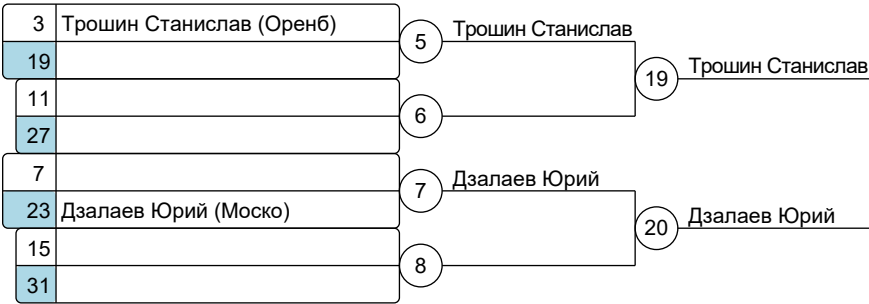 3 Трошин Станислав (Оренб)
19
5 Трошин Станислав
11
27
6
19 Трошин Станислав
7
23 Дзалаев Юрий (Моско)
7 Дзалаев Юрий
15
31
8
20 Дзалаев Юрий